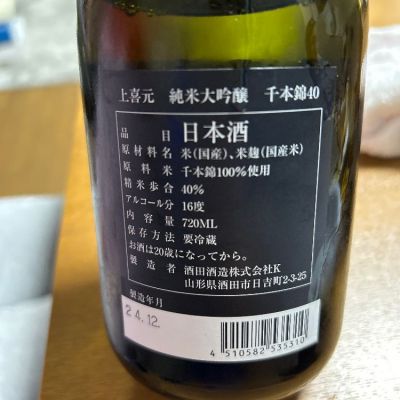 上喜元 純米大吟醸 千本錦40
品目 日本酒
原材料名 米(国産)、米麹(国産米)
原料米 千本錦100%使用
精米歩合 40%
アルコール分 16度
内容量 720ML
保存方法 要冷蔵
お酒は20歳になってから。
製造者 酒田酒造株式会社K
山形県酒田市日吉町2-3-25
製造年月
24.12.
4 510582 535310